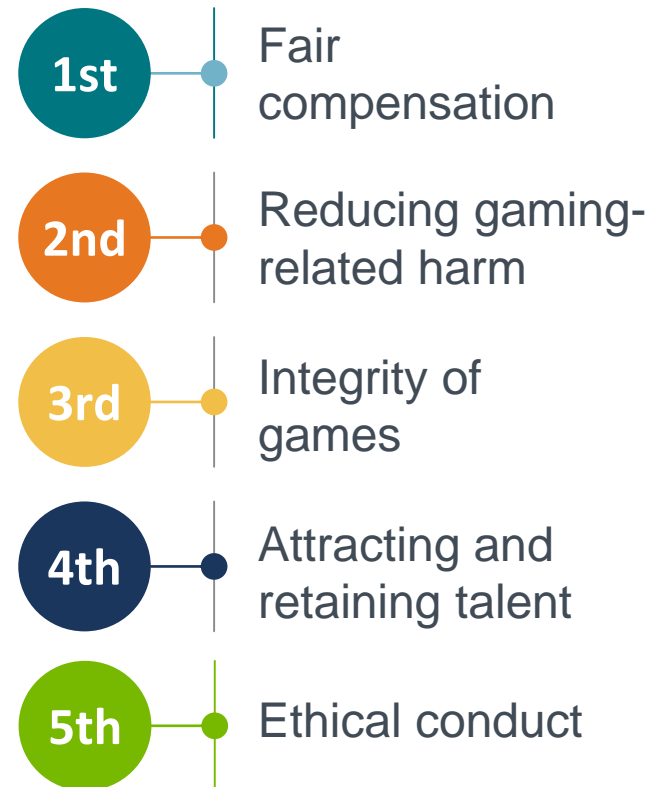 1st
Fair
compensation
2nd
Reducing gaming-
related harm
3rd
Integrity of
games
4th
Attracting and
retaining talent
5th
Ethical conduct